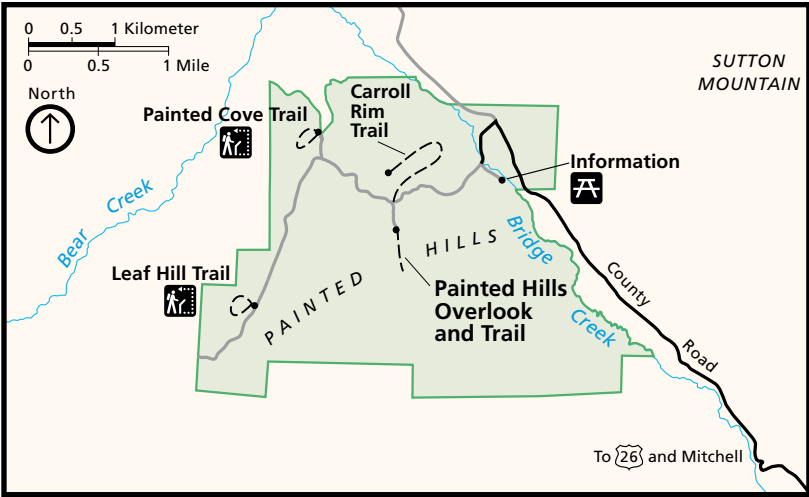 0 0.5 1 Kilometer
0 0.5 1 Mile
North
SUTTON
MOUNTAIN
Painted Cove Trail
Carroll
Rim
Trail
Information
Bear Creek
Bridge
Creek
PAINTED HILLS
Leaf Hill Trail
Painted Hills
Overlook
and Trail
County
Road
To 26 and Mitchell